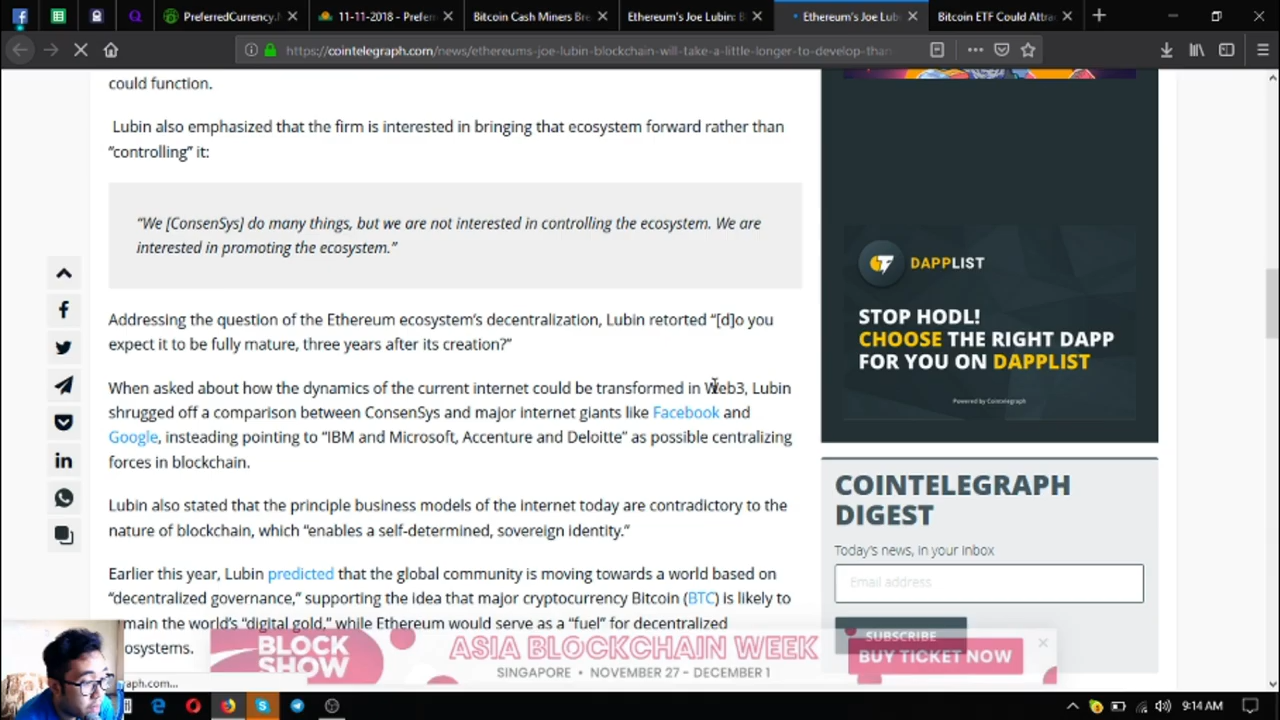 PreferredCurrency.
11-11-2018 - Prefer
Bitcoin Cash Miners Bre
Ethereum's Joe Lubin: B
Ethereum's Joe Lub
Bitcoin ETF Could Attra
https://cointelegraph.com/news/ethereums-joe-lubin-blockchain-will-take-a-little-longer-to-develop-than-
could function.
Lubin also emphasized that the firm is interested in bringing that ecosystem forward rather than
“controlling” it:
“We [ConsenSys] do many things, but we are not interested in controlling the ecosystem. We are
interested in promoting the ecosystem.”
Addressing the question of the Ethereum ecosystem’s decentralization, Lubin retorted “[d]o you
expect it to be fully mature, three years after its creation?”
When asked about how the dynamics of the current internet could be transformed in Web3, Lubin
shrugged off a comparison between ConsenSys and major internet giants like Facebook and
Google, insteading pointing to “IBM and Microsoft, Accenture and Deloitte” as possible centralizing
forces in blockchain.
Lubin also stated that the principle business models of the internet today are contradictory to the
nature of blockchain, which “enables a self-determined, sovereign identity.”
Earlier this year, Lubin predicted that the global community is moving towards a world based on
“decentralized governance,” supporting the idea that major cryptocurrency Bitcoin (BTC) is likely to
main the world’s “digital gold,” while Ethereum would serve as a “fuel” for decentralized
osystems.
DAPPLIST
STOP HODL!
CHOOSE THE RIGHT DAPP
FOR YOU ON DAPPLIST
Powered by Cointelegraph
COINTELEGRAPH
DIGEST
Today's news, in your inbox
Email address
SUBSCRIBE
BLOCK
SHOW
ASIA BLOCKCHAIN WEEK
SINGAPORE • NOVEMBER 27 - DECEMBER 1
BUY TICKET NOW
aph.com...
9:14 AM